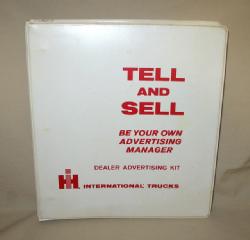 TELL
AND
SELL
BE YOUR OWN
ADVERTISING
MANAGER
DEALER ADVERTISING KIT
IH INTERNATIONAL TRUCKS